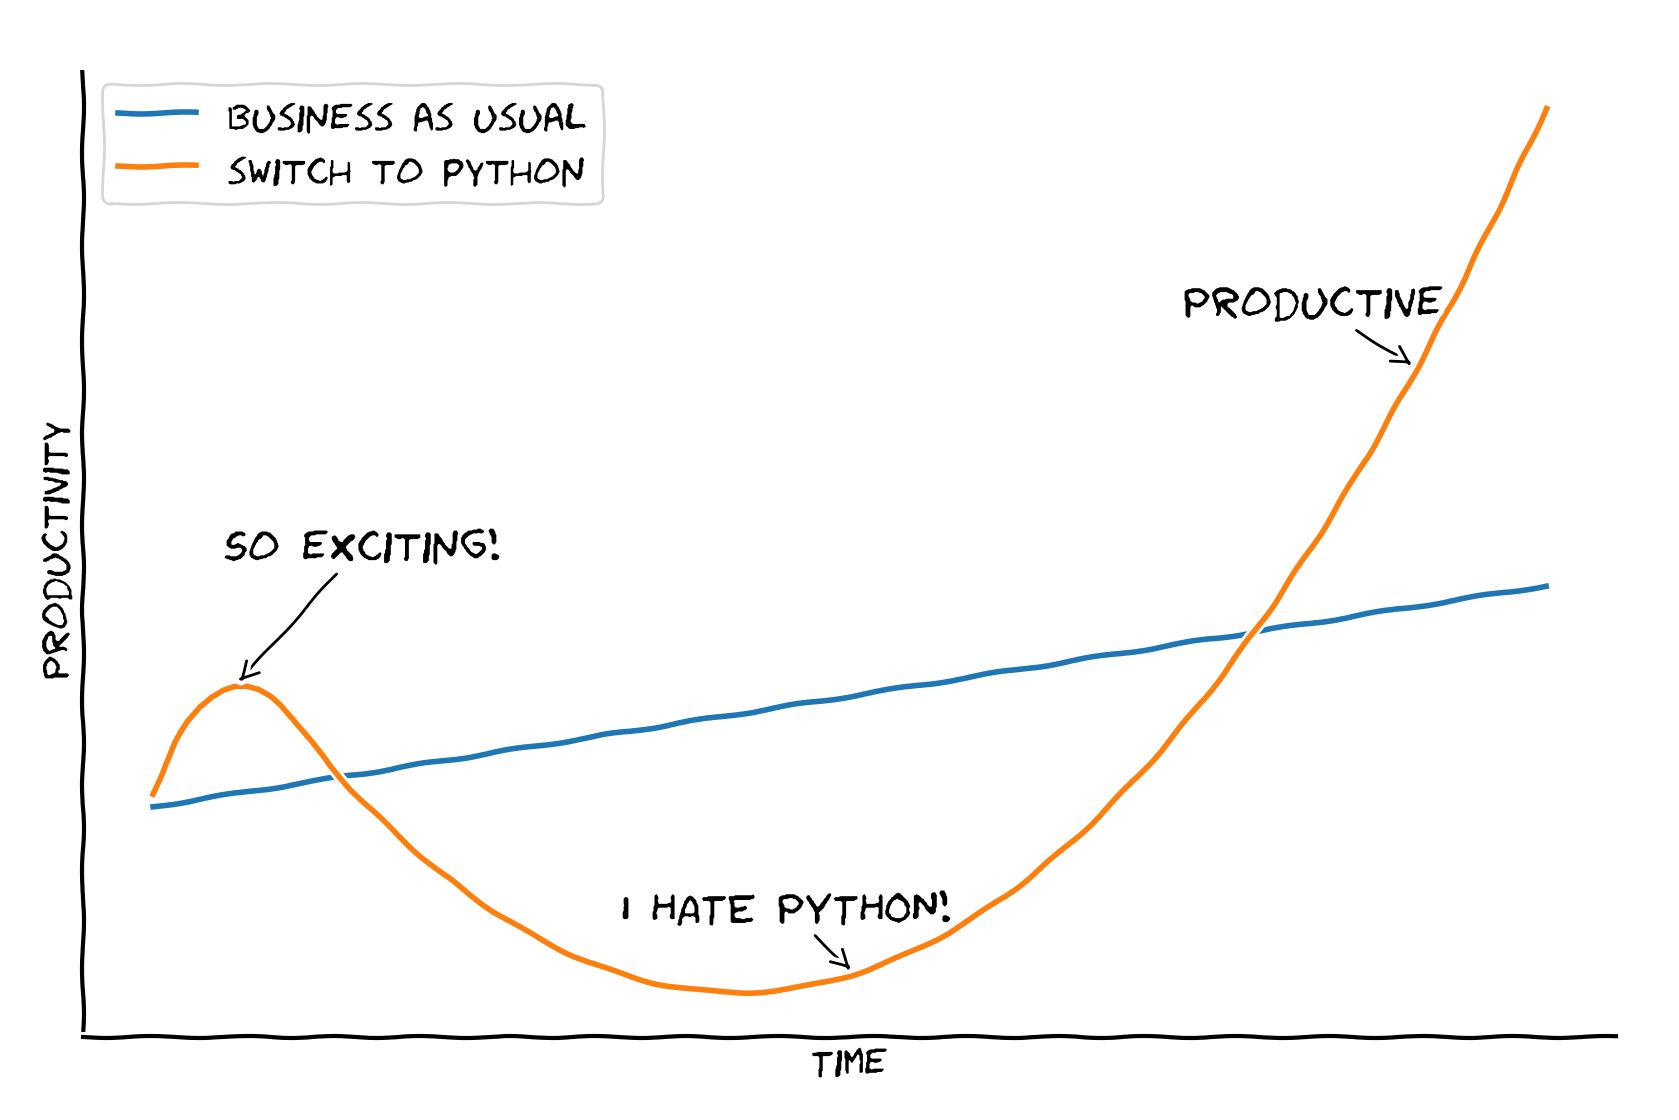 BUSINESS AS USUAL
SWITCH TO PYTHON
PRODUCTIVE
SO EXCITING!
I HATE PYTHON!
PRODUCTIVITY
TIME